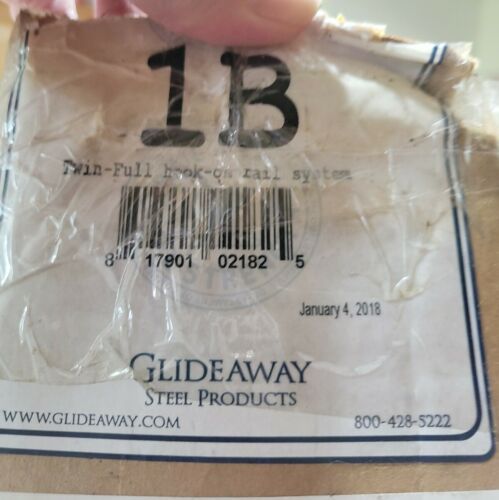 1B
Twin-Full hook-on rail system
8 17901 02182 5
January 4, 2018
GLIDEAWAY
STEEL PRODUCTS
WWW.GLIDEAWAY.COM
800-428-5222